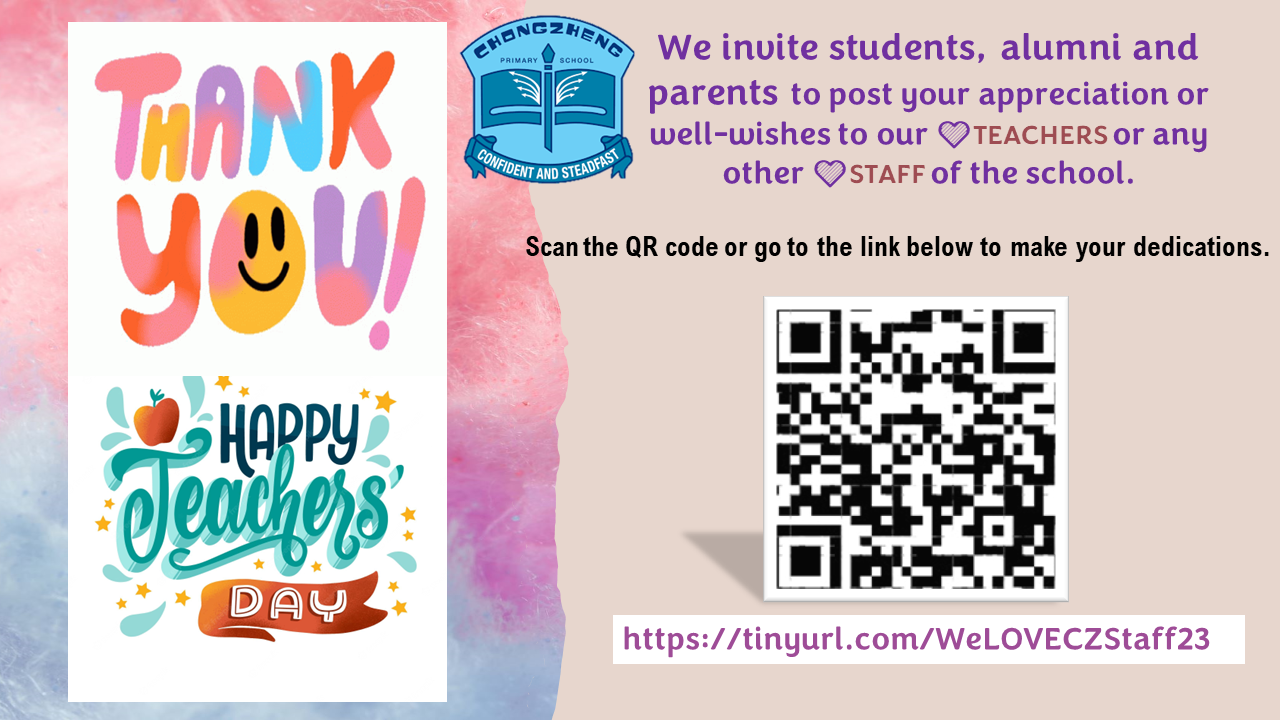 THANK
YOU!
HAPPY
Teachers'
DAY
CHONGZHENG
PRIMARY SCHOOL
CONFIDENT AND STEADFAST
We invite students, alumni and
parents to post your appreciation or
well-wishes to our 💜TEACHERS or any
other 💜STAFF of the school.
Scan the QR code or go to the link below to make your dedications.
https://tinyurl.com/WeLOVECZStaff23